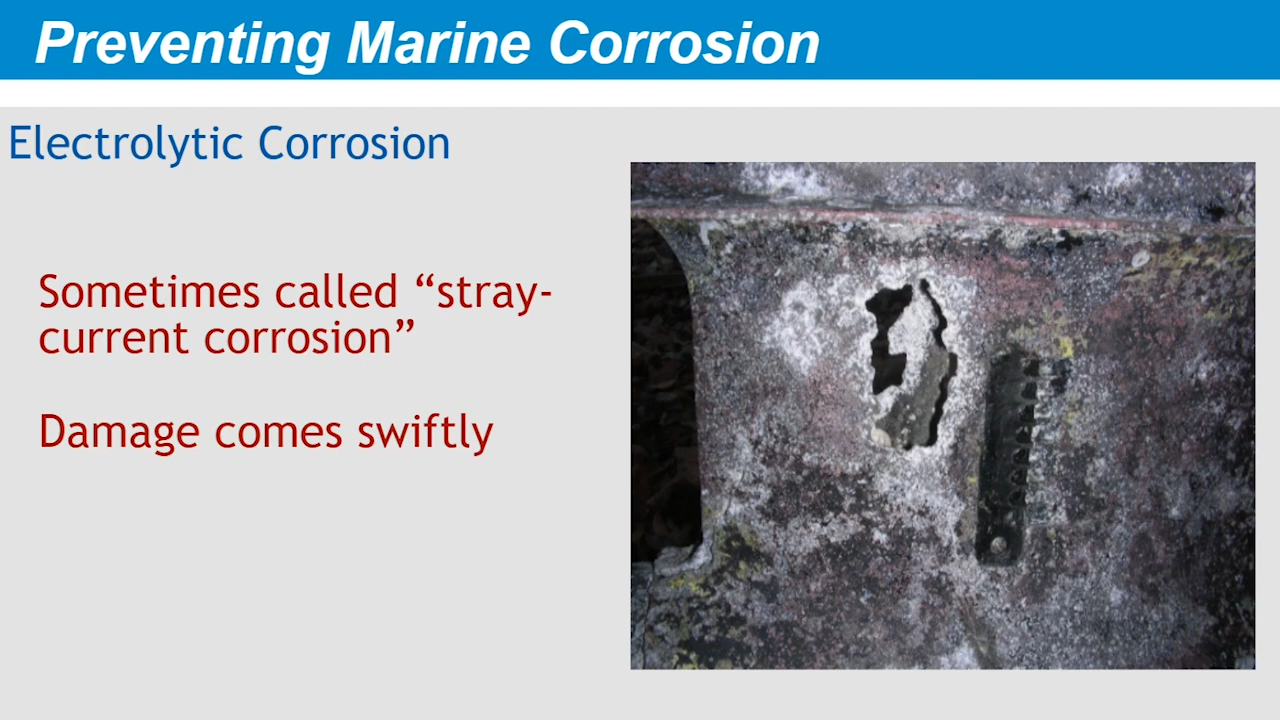 Preventing Marine Corrosion
Electrolytic Corrosion
Sometimes called “stray-
current corrosion”
Damage comes swiftly